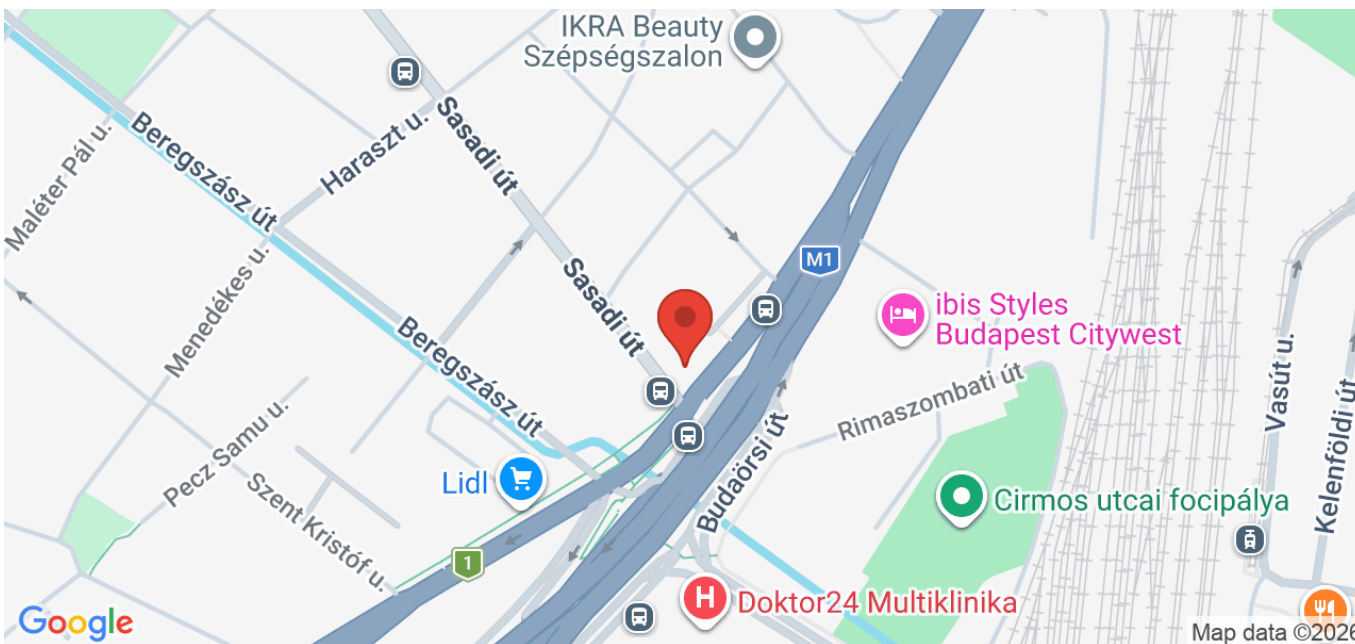 IKRA Beauty
Szépségszalon
Sasadi út
Beregszász út
Haraszt u.
Maléter Pál u.
Sasadi út
M1
Menedékes u.
Beregszász út
ibis Styles
Budapest Citywest
Rimaszombati út
Vasút u.
Kelenföldi út
Pecz Samu u.
Lidl
Budaörsi út
Szent Kristóf u.
Cirmos utcai focipálya
1
H
Doktor24 Multiklinika
Google
Map data ©2026